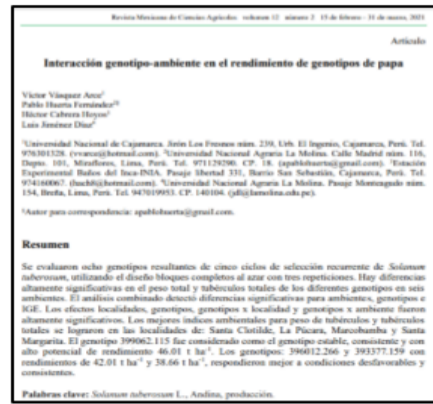 Revista Mexicana de Ciencias Agrícolas volumen 12 número 2 15 de febrero - 31 de marzo, 2021
Artículo
Interacción genotipo-ambiente en el rendimiento de genotipos de papa
Víctor Vásquez Arce¹
Pablo Huerta Fernández²§
Héctor Cabrera Hoyos³
Luis Jiménez Díaz⁴
¹Universidad Nacional de Cajamarca. Jirón Los Fresnos núm. 239, Urb. El Ingenio, Cajamarca, Perú. Tel.
976301328. (vvarce@hotmail.com). ²Universidad Nacional Agraria La Molina. Calle Madrid núm. 116,
Depto. 103, Miraflores, Lima, Perú. Tel. 971129290. CP. 18. (apablohuerta@gmail.com). ³Estación
Experimental Baños del Inca-INIA. Pasaje libertad 331, Barrio San Sebastián, Cajamarca, Perú. Tel.
974160067. (hach8@hotmail.com). ⁴Universidad Nacional Agraria La Molina. Pasaje Monteagudo núm.
154, Breña, Lima, Perú. Tel. 947019953. CP. 140104. (jdl@lamolina.edu.pe).
§Autor para correspondencia: apablohuerta@gmail.com.
Resumen
Se evaluaron ocho genotipos resultantes de cinco ciclos de selección recurrente de Solanum
tuberosum, utilizando el diseño bloques completos al azar con tres repeticiones. Hay diferencias
altamente significativas en el peso total y tubérculos totales de los diferentes genotipos en seis
ambientes. El análisis combinado detectó diferencias significativas para ambientes, genotipos e
IGE. Los efectos localidades, genotipos, genotipos x localidad y genotipos x ambiente fueron
altamente significativos. Los mejores índices ambientales para peso de tubérculos y tubérculos
totales se lograron en las localidades de: Santa Clotilde, La Púcara, Marcobamba y Santa
Margarita. El genotipo 399062.115 fue considerado como el genotipo estable, consistente y con
alto potencial de rendimiento 46.01 t ha⁻¹. Los genotipos: 396012.266 y 393377.159 con
rendimientos de 42.01 t ha⁻¹ y 38.66 t ha⁻¹, respondieron mejor a condiciones desfavorables y
consistentes.
Palabras clave: Solanum tuberosum L., Andina, producción.